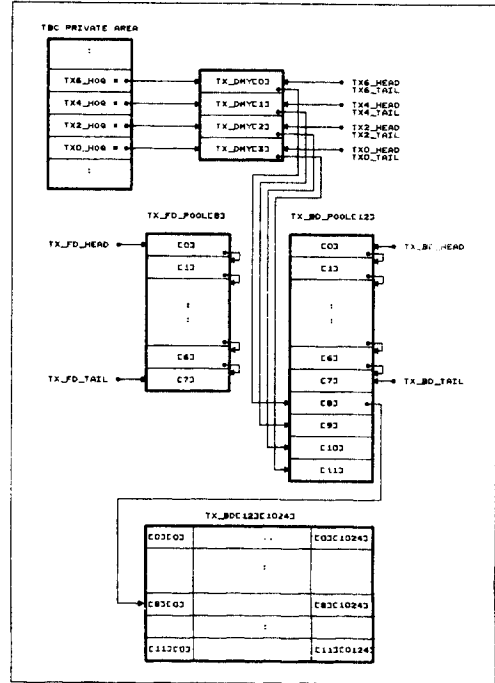 TBC PRIVATE AREA
:
TX6_HOQ
TX4_HOQ
TX2_HOQ
TX0_HOQ
:
TX_DMY[0]
TX_DMY[1]
TX_DMY[2]
TX_DMY[3]
TX6_HEAD
TX6_TAIL
TX4_HEAD
TX4_TAIL
TX2_HEAD
TX2_TAIL
TX0_HEAD
TX0_TAIL
TX_FD_POOL[8]
TX_FD_HEAD
[0]
[1]
:
:
[6]
TX_FD_TAIL
[7]
TX_BD_POOL[12]
[0]
[1]
:
:
[6]
[7]
TX_BD_TAIL
[8]
[9]
[10]
[11]
TX_BD[12][1024]
[0][0]
..
[0][1024]
:
[8][0]
[8][1024]
:
[11][0]
[11][0124]